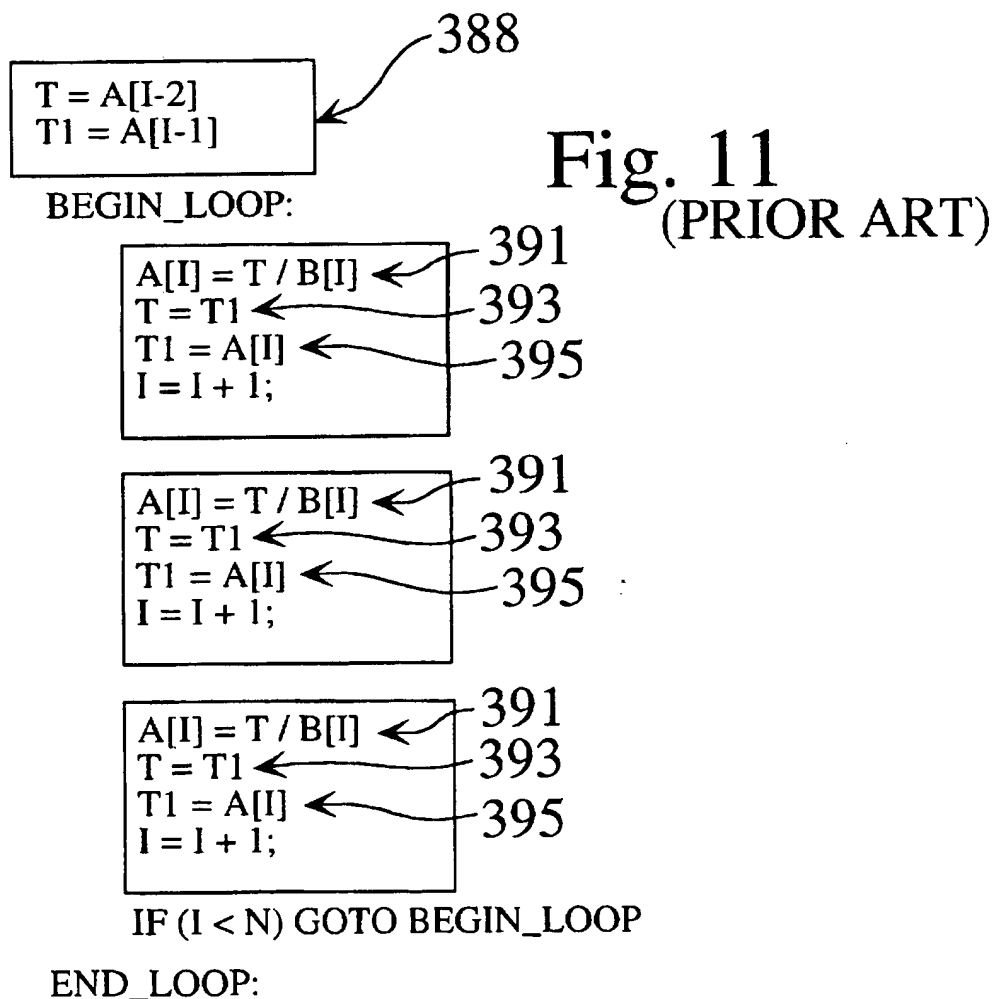 388
T = A[I-2]
T1 = A[I-1]
Fig. 11
(PRIOR ART)
BEGIN_LOOP:
A[I] = T / B[I]
391
T = T1
393
T1 = A[I]
395
I = I + 1;
A[I] = T / B[I]
391
T = T1
393
T1 = A[I]
395
I = I + 1;
A[I] = T / B[I]
391
T = T1
393
T1 = A[I]
395
I = I + 1;
IF (I < N) GOTO BEGIN_LOOP
END_LOOP: